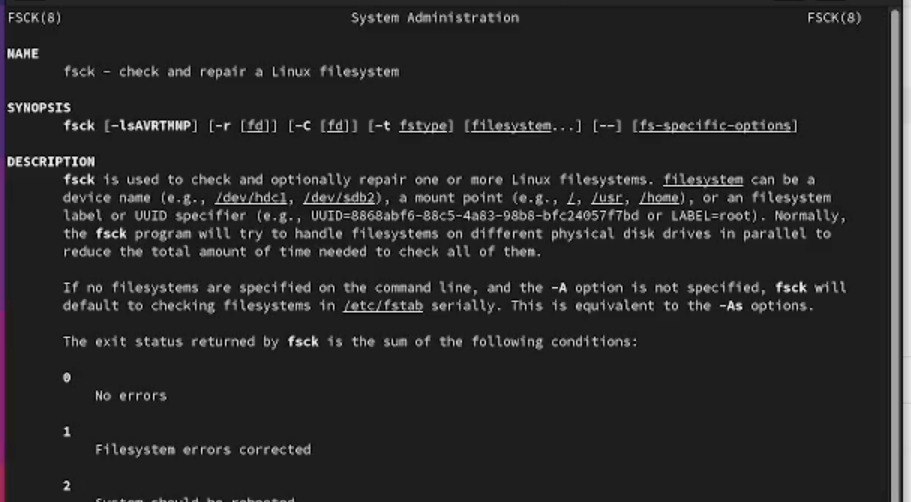 FSCK(8) System Administration FSCK(8)
NAME
fsck - check and repair a Linux filesystem
SYNOPSIS
fsck [-lsAVRTMNP] [-r [fd]] [-C [fd]] [-t fstype] [filesystem...] [--] [fs-specific-options]
DESCRIPTION
fsck is used to check and optionally repair one or more Linux filesystems. filesystem can be a
device name (e.g., /dev/hdc1, /dev/sdb2), a mount point (e.g., /, /usr, /home), or an filesystem
label or UUID specifier (e.g., UUID=8868abf6-88c5-4a83-98b8-bfc24057f7bd or LABEL=root). Normally,
the fsck program will try to handle filesystems on different physical disk drives in parallel to
reduce the total amount of time needed to check all of them.
If no filesystems are specified on the command line, and the -A option is not specified, fsck will
default to checking filesystems in /etc/fstab serially. This is equivalent to the -As options.
The exit status returned by fsck is the sum of the following conditions:
0
No errors
1
Filesystem errors corrected
2
System should be rebooted